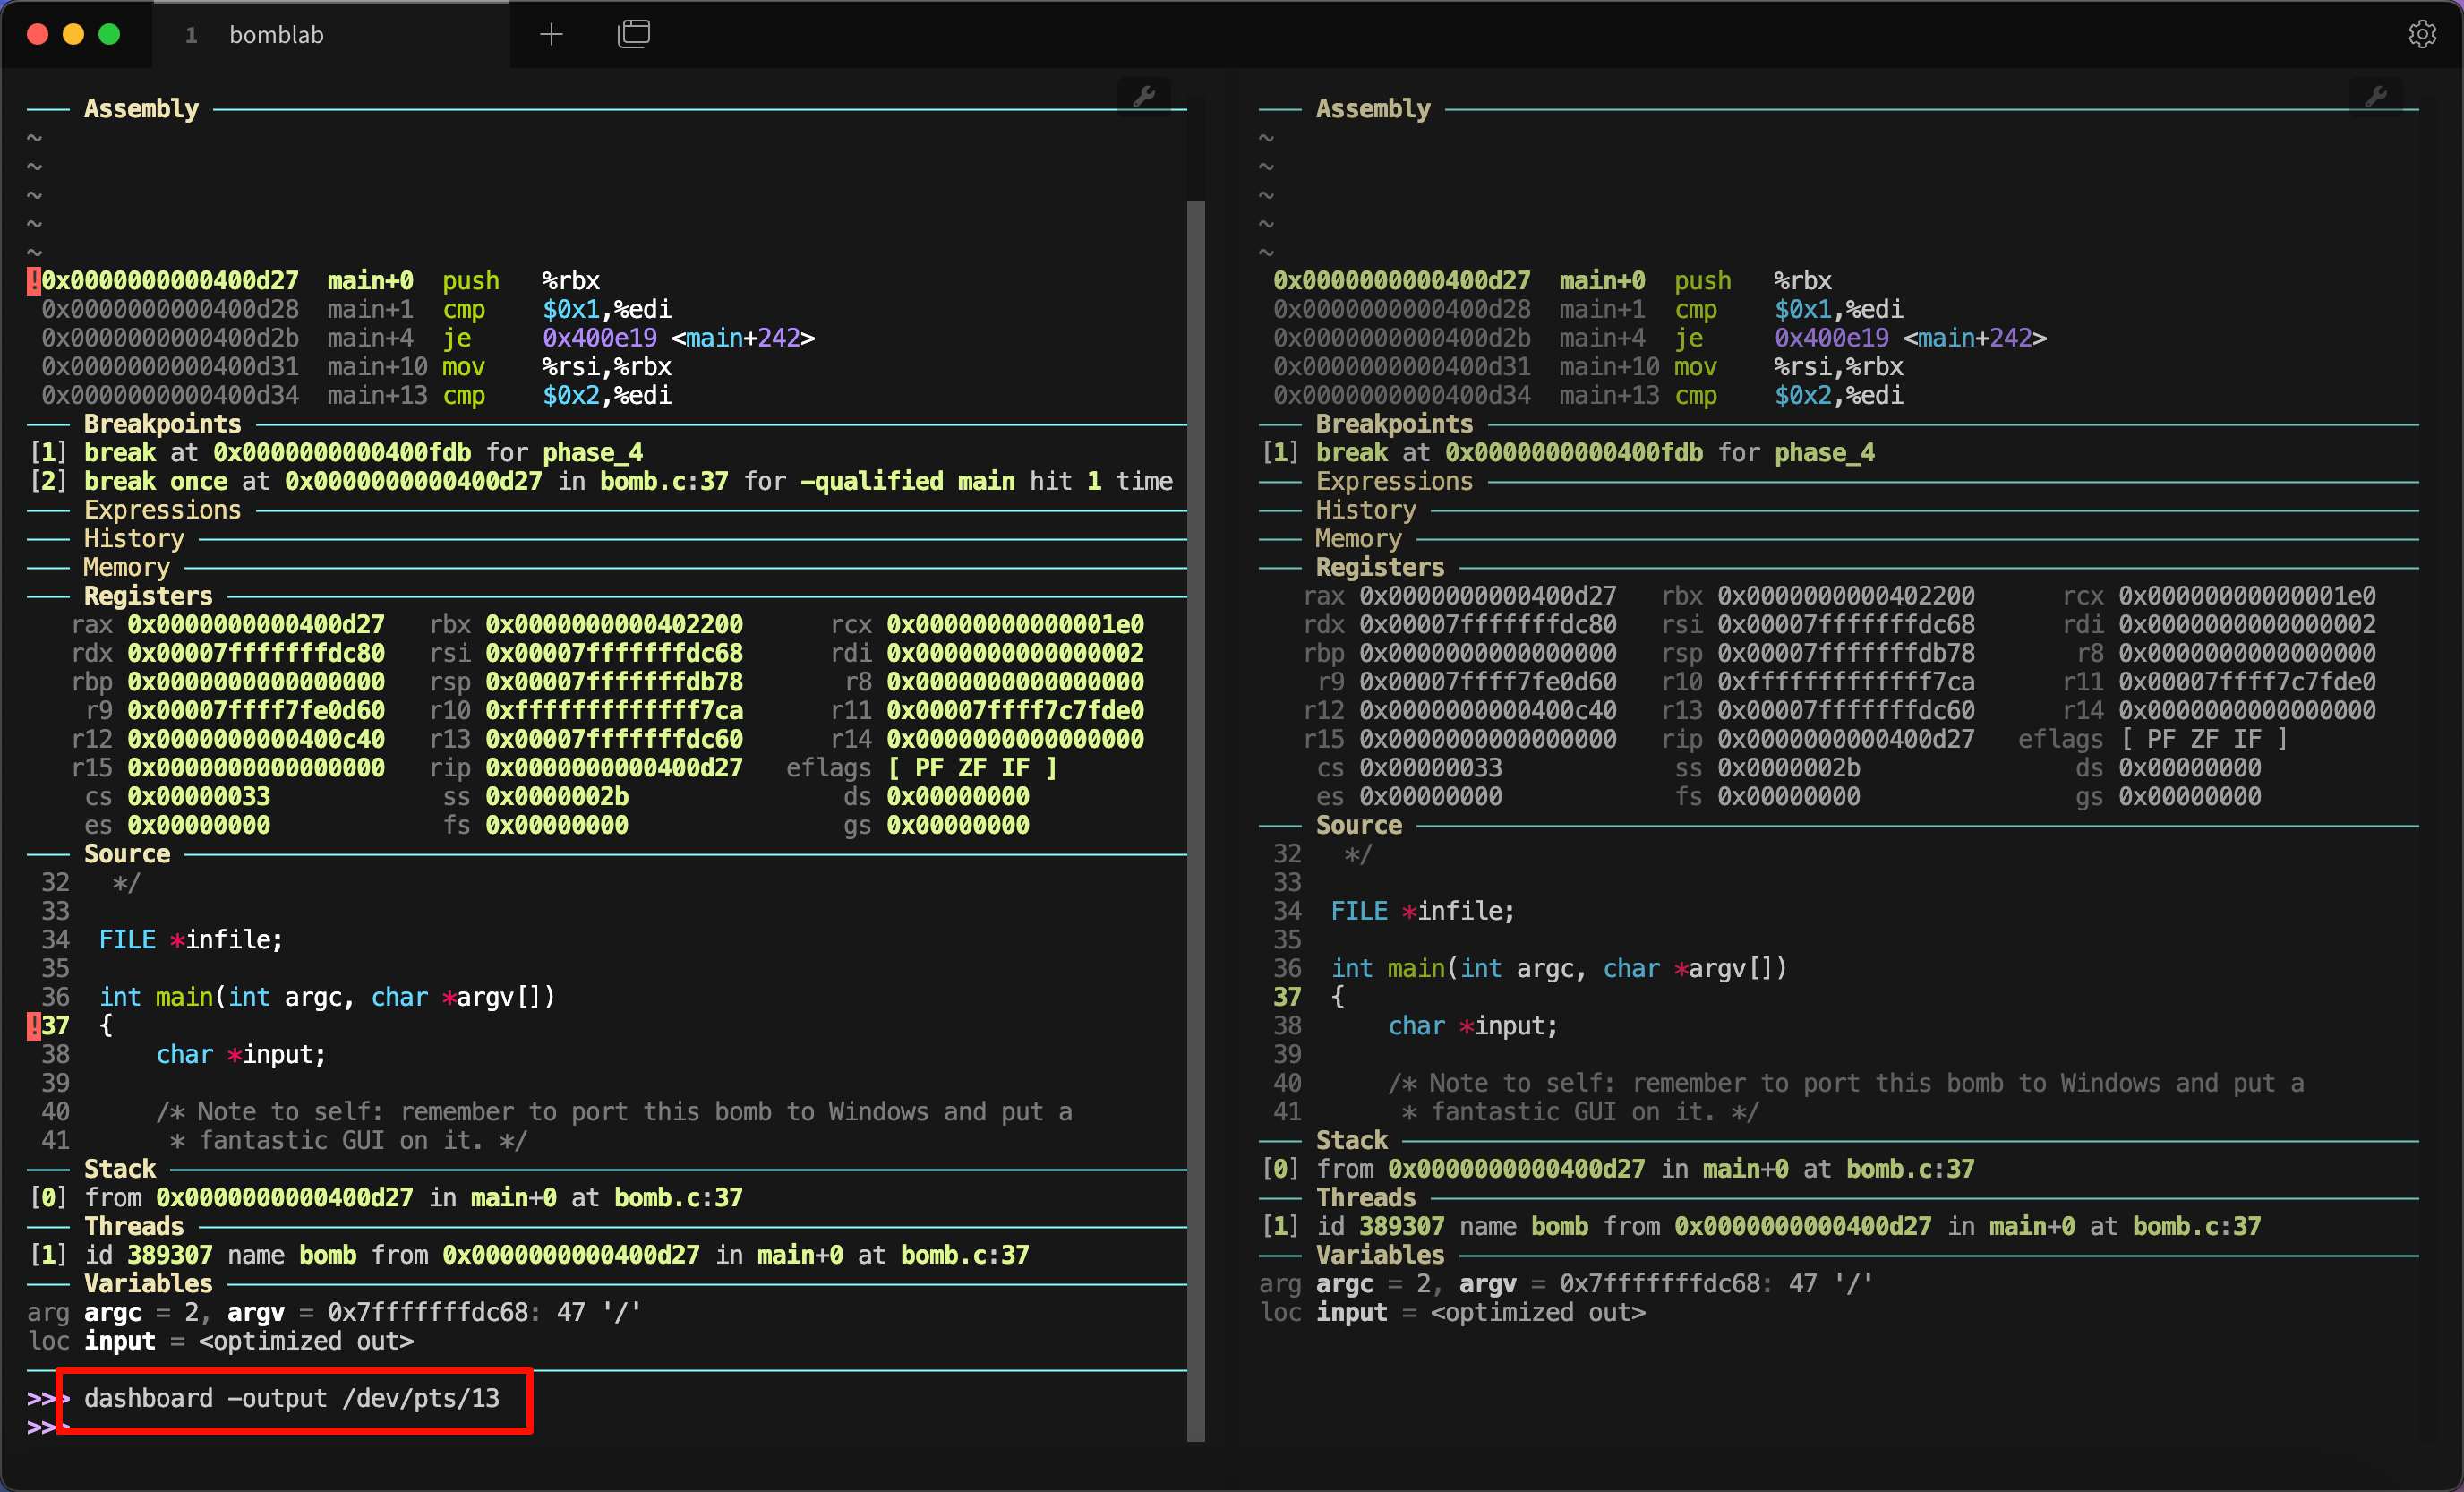 1 bomblab
Assembly
~
~
~
~
~
!0x0000000000400d27 main+0 push %rbx
0x0000000000400d28 main+1 cmp $0x1,%edi
0x0000000000400d2b main+4 je 0x400e19 <main+242>
0x0000000000400d31 main+10 mov %rsi,%rbx
0x0000000000400d34 main+13 cmp $0x2,%edi
Breakpoints
[1] break at 0x0000000000400fdb for phase_4
[2] break once at 0x0000000000400d27 in bomb.c:37 for -qualified main hit 1 time
Expressions
History
Memory
Registers
rax 0x0000000000400d27 rbx 0x0000000000402200 rcx 0x00000000000001e0
rdx 0x00007fffffffdc80 rsi 0x00007fffffffdc68 rdi 0x0000000000000002
rbp 0x0000000000000000 rsp 0x00007fffffffdb78 r8 0x0000000000000000
r9 0x00007ffff7fe0d60 r10 0xfffffffffffff7ca r11 0x00007ffff7c7fde0
r12 0x0000000000400c40 r13 0x00007fffffffdc60 r14 0x0000000000000000
r15 0x0000000000000000 rip 0x0000000000400d27 eflags [ PF ZF IF ]
cs 0x00000033 ss 0x0000002b ds 0x00000000
es 0x00000000 fs 0x00000000 gs 0x00000000
Source
32 */
33
34 FILE *infile;
35
36 int main(int argc, char *argv[])
!37 {
38 char *input;
39
40 /* Note to self: remember to port this bomb to Windows and put a
41 * fantastic GUI on it. */
Stack
[0] from 0x0000000000400d27 in main+0 at bomb.c:37
Threads
[1] id 389307 name bomb from 0x0000000000400d27 in main+0 at bomb.c:37
Variables
arg argc = 2, argv = 0x7fffffffdc68: 47 '/'
loc input = <optimized out>
>>> dashboard -output /dev/pts/13
>>>
Assembly
~
~
~
~
~
0x0000000000400d27 main+0 push %rbx
0x0000000000400d28 main+1 cmp $0x1,%edi
0x0000000000400d2b main+4 je 0x400e19 <main+242>
0x0000000000400d31 main+10 mov %rsi,%rbx
0x0000000000400d34 main+13 cmp $0x2,%edi
Breakpoints
[1] break at 0x0000000000400fdb for phase_4
Expressions
History
Memory
Registers
rax 0x0000000000400d27 rbx 0x0000000000402200 rcx 0x00000000000001e0
rdx 0x00007fffffffdc80 rsi 0x00007fffffffdc68 rdi 0x0000000000000002
rbp 0x0000000000000000 rsp 0x00007fffffffdb78 r8 0x0000000000000000
r9 0x00007ffff7fe0d60 r10 0xfffffffffffff7ca r11 0x00007ffff7c7fde0
r12 0x0000000000400c40 r13 0x00007fffffffdc60 r14 0x0000000000000000
r15 0x0000000000000000 rip 0x0000000000400d27 eflags [ PF ZF IF ]
cs 0x00000033 ss 0x0000002b ds 0x00000000
es 0x00000000 fs 0x00000000 gs 0x00000000
Source
32 */
33
34 FILE *infile;
35
36 int main(int argc, char *argv[])
37 {
38 char *input;
39
40 /* Note to self: remember to port this bomb to Windows and put a
41 * fantastic GUI on it. */
Stack
[0] from 0x0000000000400d27 in main+0 at bomb.c:37
Threads
[1] id 389307 name bomb from 0x0000000000400d27 in main+0 at bomb.c:37
Variables
arg argc = 2, argv = 0x7fffffffdc68: 47 '/'
loc input = <optimized out>